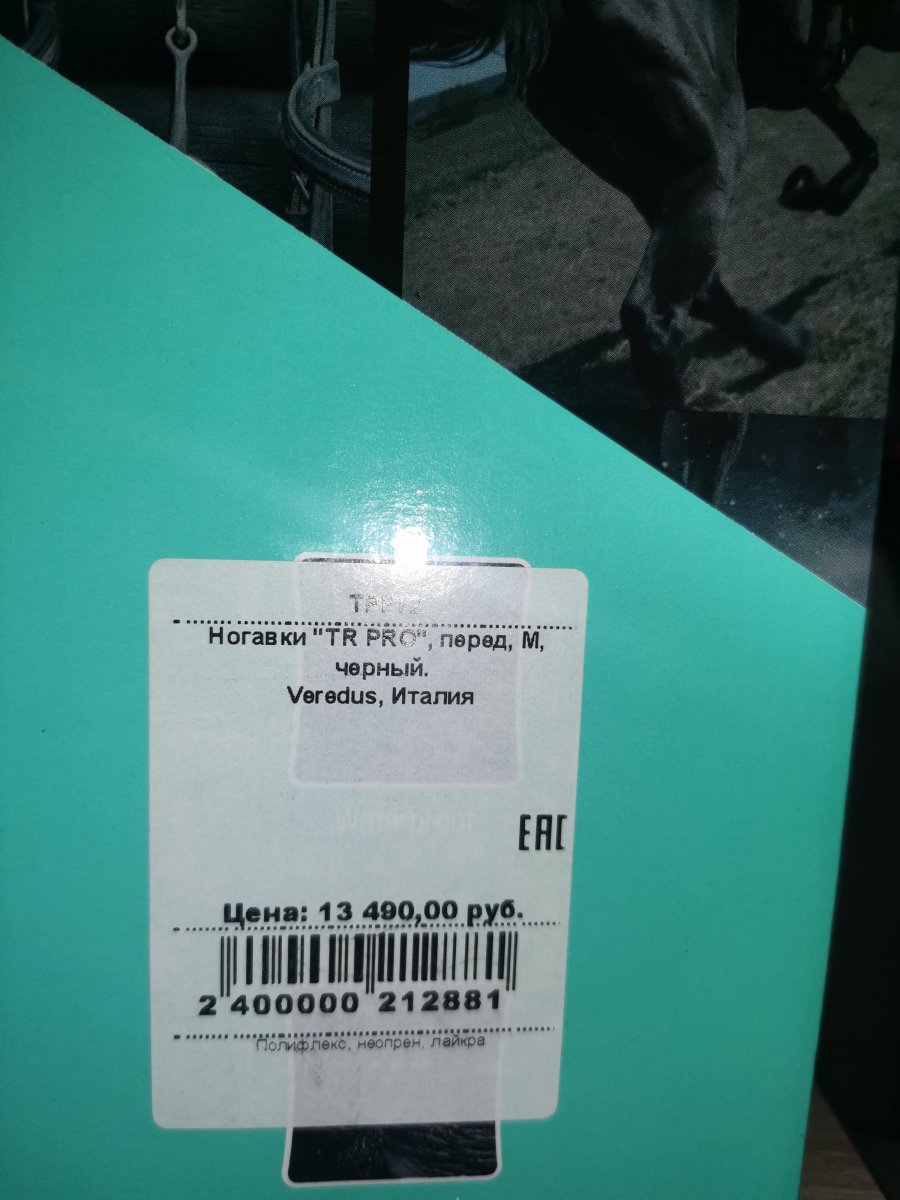 Ногавки "TR PRO", перед, M,
черный.
Veredus, Италия
Waterproof
EAC
Цена: 13 490,00 руб.
2 400000 212881
Полифлекс, неопрен, лайкра